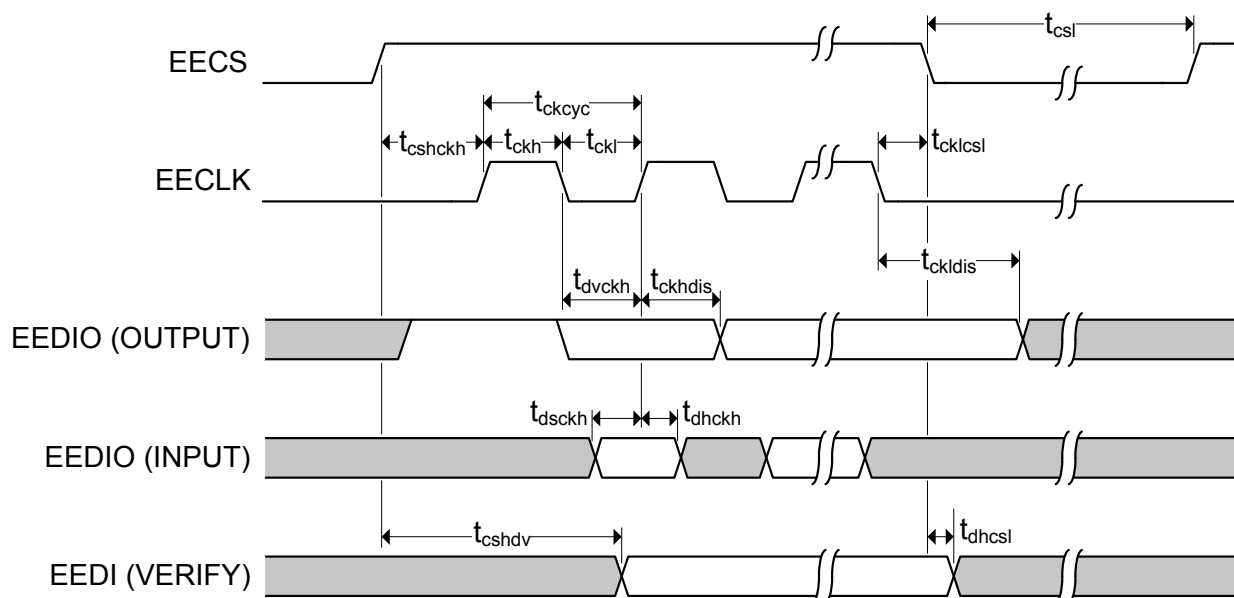 EECS
t_csl
t_ckcyc
t_cshckh
t_ckh
t_ckl
t_cklcsl
EECLK
t_dvckh
t_ckhdis
t_ckldis
EEDIO (OUTPUT)
t_dsckh
t_dhckh
EEDIO (INPUT)
t_cshdv
t_dhcsl
EEDI (VERIFY)